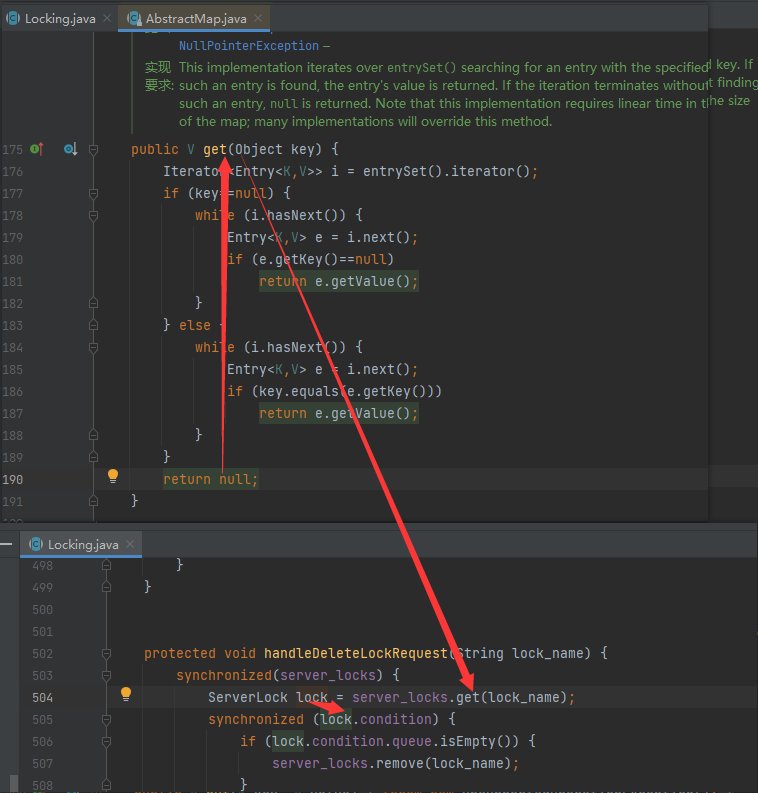 Locking.java × AbstractMap.java ×
NullPointerException –
实现 This implementation iterates over entrySet() searching for an entry with the specified d key. If
要求: such an entry is found, the entry's value is returned. If the iteration terminates without t finding
such an entry, null is returned. Note that this implementation requires linear time in t he size
of the map; many implementations will override this method.
175 public V get(Object key) {
176 Iterator<Entry<K,V>> i = entrySet().iterator();
177 if (key==null) {
178 while (i.hasNext()) {
179 Entry<K,V> e = i.next();
180 if (e.getKey()==null)
181 return e.getValue();
182 }
183 } else {
184 while (i.hasNext()) {
185 Entry<K,V> e = i.next();
186 if (key.equals(e.getKey()))
187 return e.getValue();
188 }
189 }
190 return null;
191 }
Locking.java ×
498 }
499 }
500
501
502 protected void handleDeleteLockRequest(String lock_name) {
503 synchronized(server_locks) {
504 ServerLock lock = server_locks.get(lock_name);
505 synchronized (lock.condition) {
506 if (lock.condition.queue.isEmpty()) {
507 server_locks.remove(lock_name);
508 }